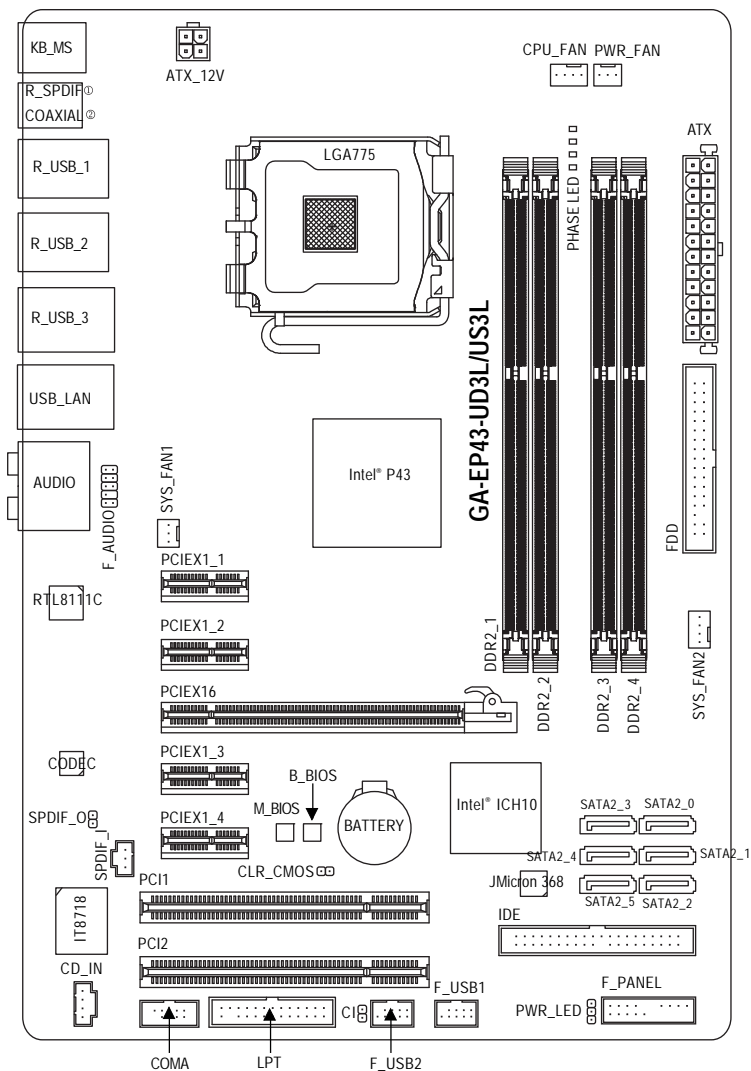 KB_MS
ATX_12V
CPU_FAN PWR_FAN
R_SPDIF①
COAXIAL ②
ATX
R_USB_1
LGA775
PHASE LED
R_USB_2
R_USB_3
USB_LAN
GA-EP43-UD3L/US3L
AUDIO
F_AUDIO
SYS_FAN1
Intel® P43
FDD
PCIEX1_1
RTL8111C
PCIEX1_2
DDR2_1
DDR2_2
DDR2_3
DDR2_4
SYS_FAN2
PCIEX16
CODEC
PCIEX1_3
B_BIOS
M_BIOS
BATTERY
Intel® ICH10
SATA2_3 SATA2_0
SPDIF_O
SPDIF_I
PCIEX1_4
SATA2_4 SATA2_1
CLR_CMOS
JMicron 368
PCI1
SATA2_5 SATA2_2
IT8718
IDE
PCI2
CD_IN
F_USB1
F_PANEL
CI
PWR_LED
COMA
LPT
F_USB2